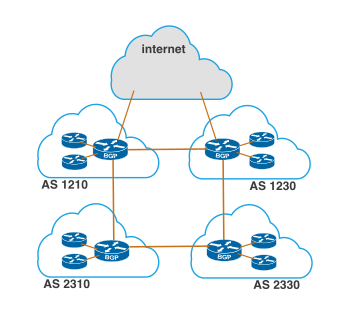 internet
BGP
BGP
AS 1210
AS 1230
BGP
BGP
AS 2310
AS 2330